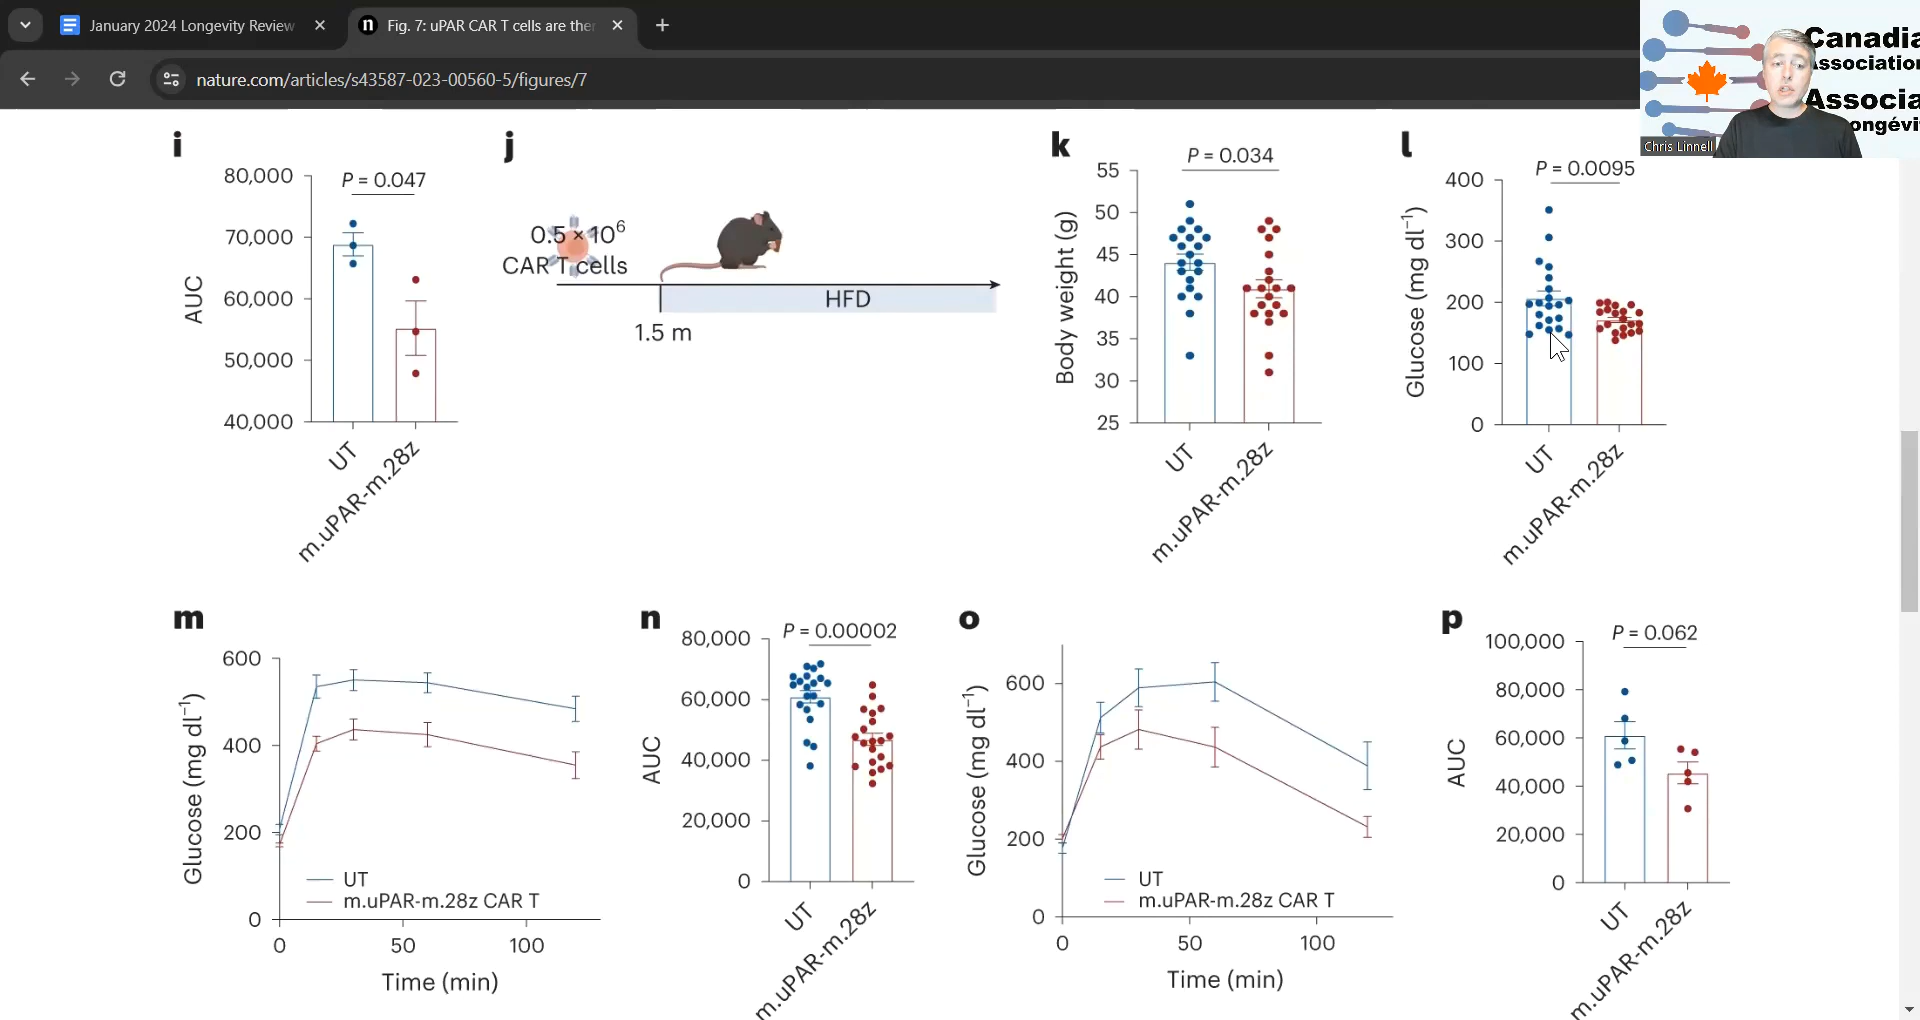 January 2024 Longevity Review
Fig. 7: uPAR CAR T cells are ther
nature.com/articles/s43587-023-00560-5/figures/7
Canadia
Association
Associa
ongévi
Chris Linnell
i
80,000
70,000
60,000
50,000
40,000
AUC
P = 0.047
UT
m.uPAR-m.28z
j
0.5 × 10⁶
CAR T cells
HFD
1.5 m
k
55
50
45
40
35
30
25
Body weight (g)
P = 0.034
UT
m.uPAR-m.28z
l
400
300
200
100
0
Glucose (mg dl⁻¹)
P = 0.0095
UT
m.uPAR-m.28z
m
600
400
200
0
Glucose (mg dl⁻¹)
UT
m.uPAR-m.28z CAR T
0 50 100
Time (min)
n
80,000
60,000
40,000
20,000
0
AUC
P = 0.00002
UT
m.uPAR-m.28z
o
600
400
200
0
Glucose (mg dl⁻¹)
UT
m.uPAR-m.28z CAR T
0 50 100
Time (min)
p
100,000
80,000
60,000
40,000
20,000
0
AUC
P = 0.062
UT
m.uPAR-m.28z